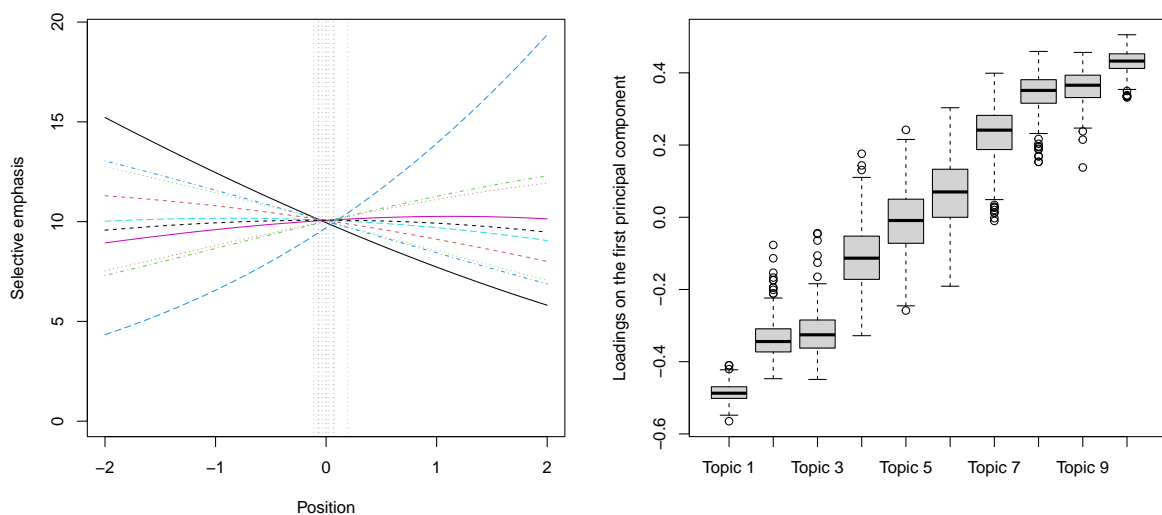 20
15
10
5
0
Selective emphasis
−2 −1 0 1 2
Position
0.4
0.2
0.0
−0.2
−0.4
−0.6
Loadings on the first principal component
Topic 1 Topic 3 Topic 5 Topic 7 Topic 9